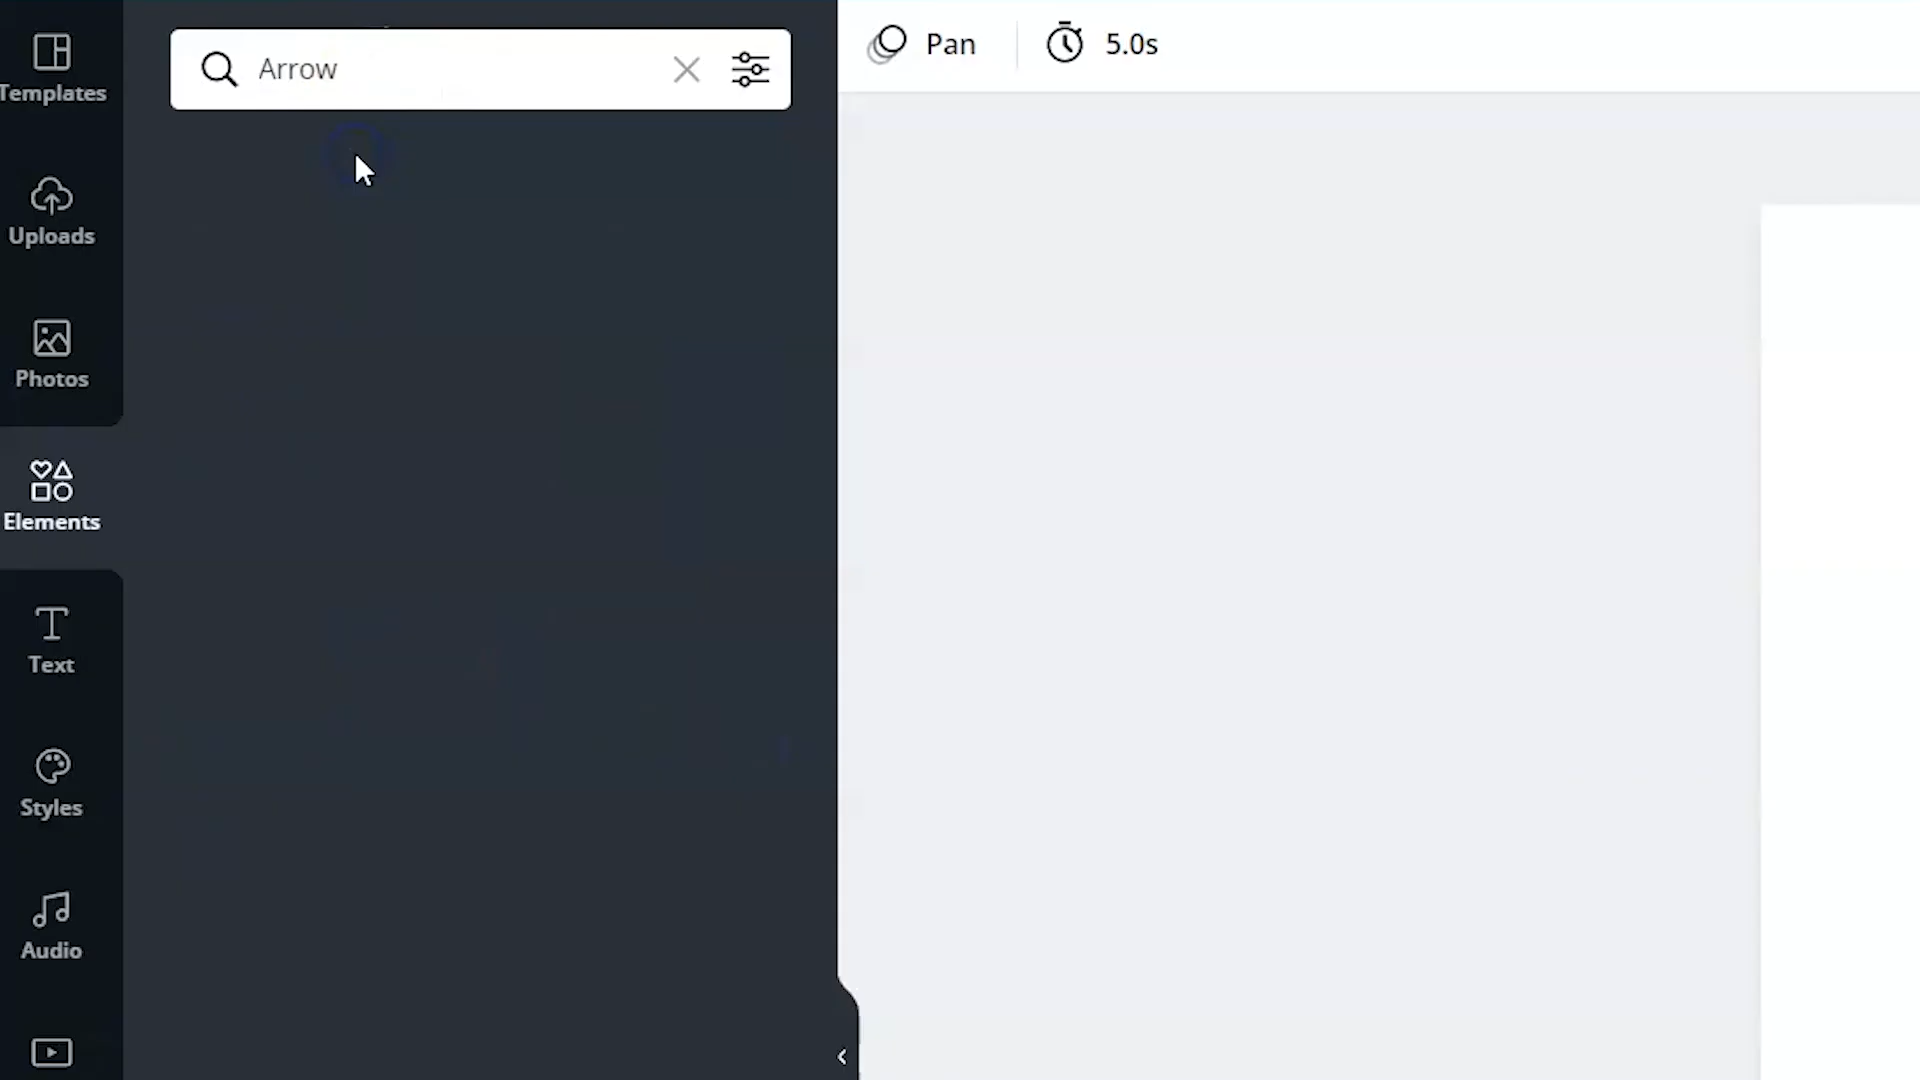 Arrow
Pan
5.0s
Templates
Uploads
Photos
Elements
Text
Styles
Audio